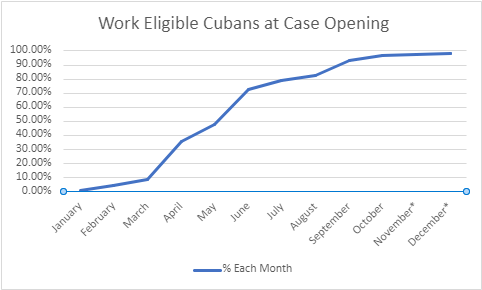 Work Eligible Cubans at Case Opening
100.00%
90.00%
80.00%
70.00%
60.00%
50.00%
40.00%
30.00%
20.00%
10.00%
0.00%
January
February
March
April
May
June
July
August
September
October
November*
December*
% Each Month